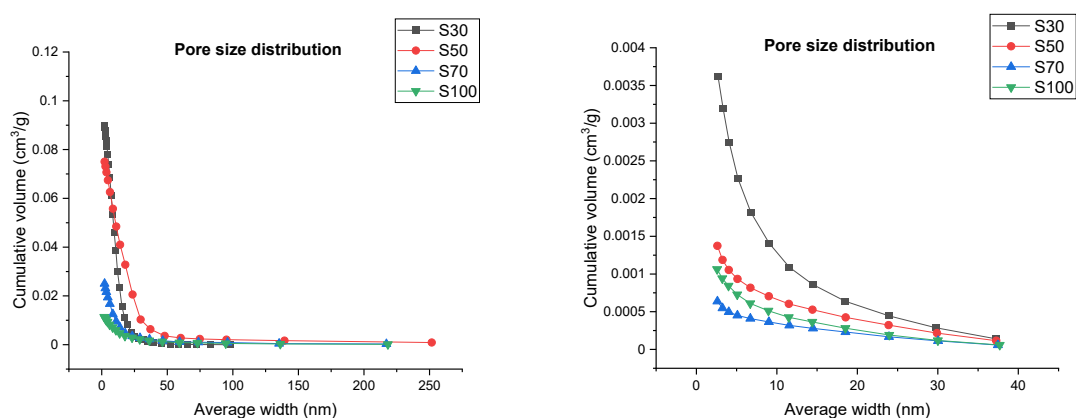 Pore size distribution
S30
S50
S70
S100
Cumulative volume (cm³/g)
0.12
0.1
0.08
0.06
0.04
0.02
0
0
50
100
150
200
250
Average width (nm)
Pore size distribution
S30
S50
S70
S100
Cumulative volume (cm³/g)
0.004
0.0035
0.003
0.0025
0.002
0.0015
0.001
0.0005
0
0
10
20
30
40
Average width (nm)